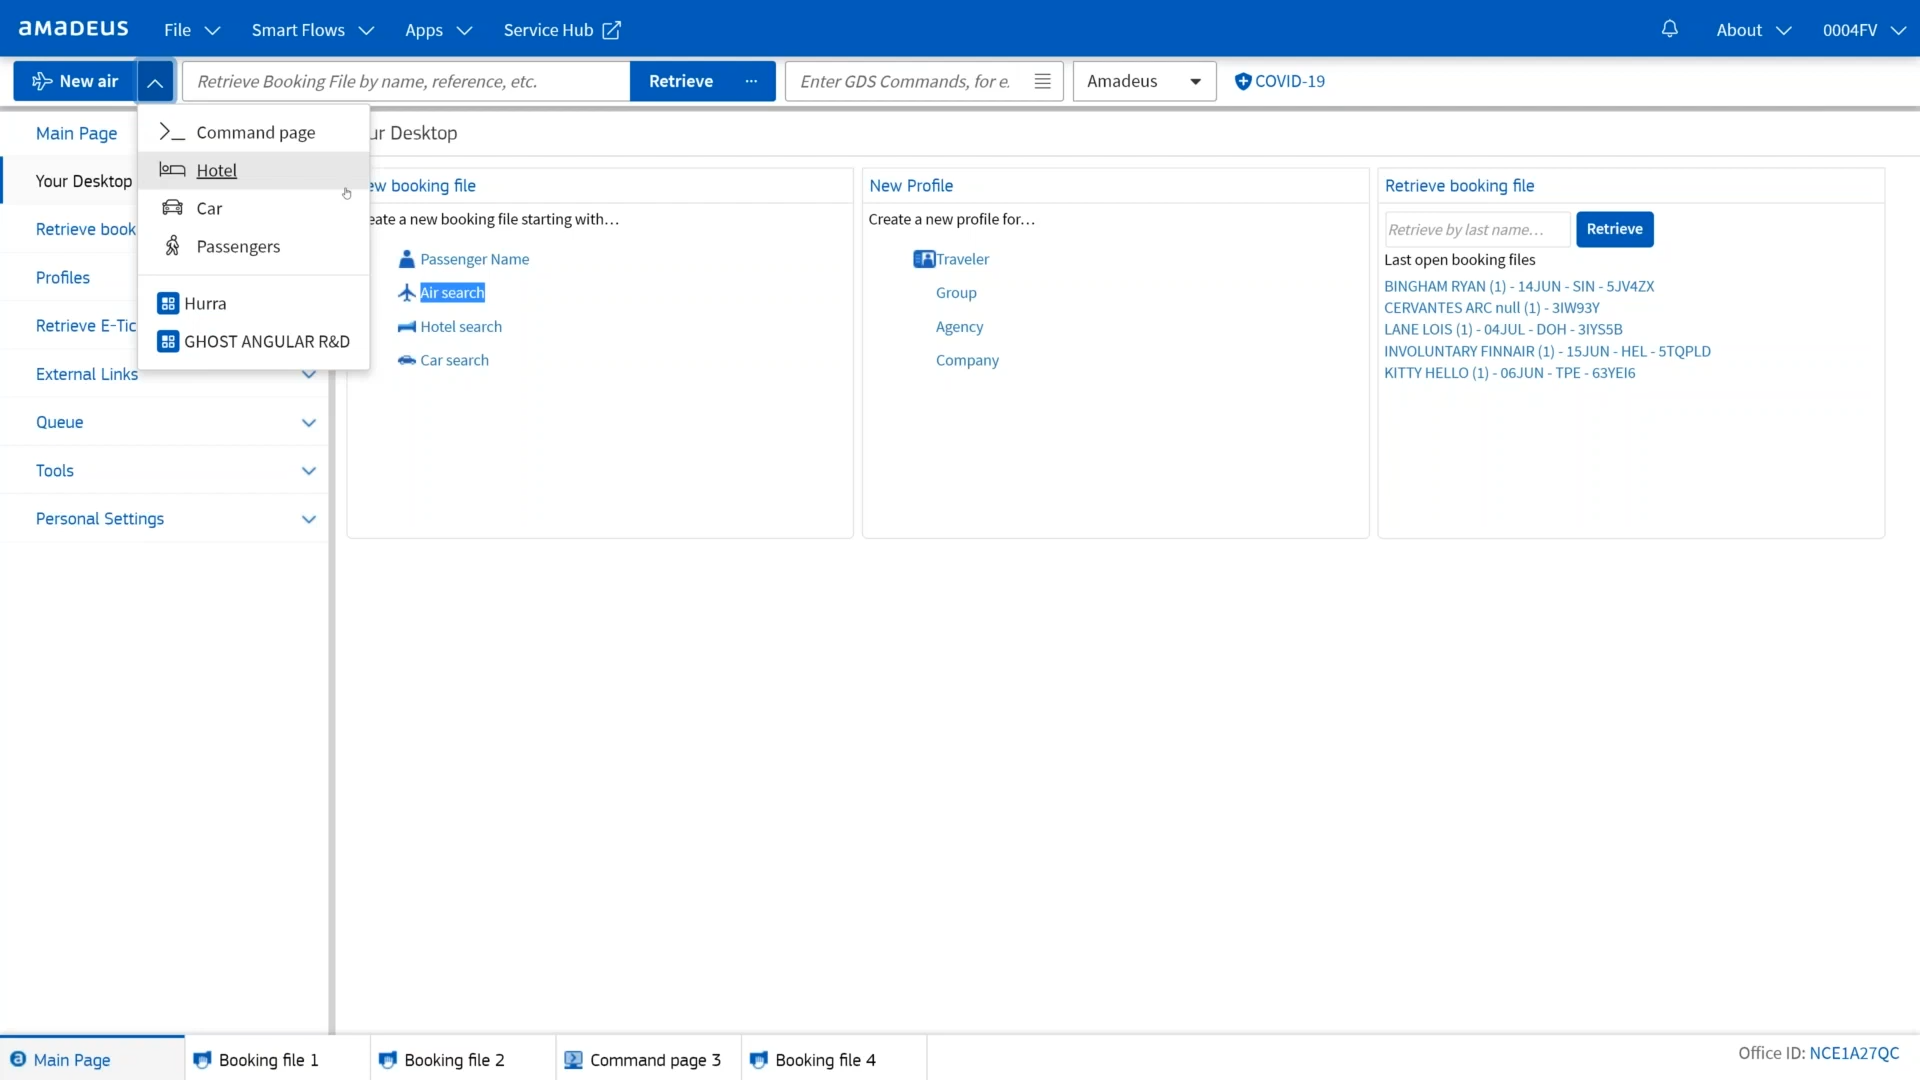 amadeus
File
Smart Flows
Apps
Service Hub
About
0004FV
New air
Retrieve Booking File by name, reference, etc.
Retrieve
...
Enter GDS Commands, for e.
Amadeus
COVID-19
Main Page
Your Desktop
Retrieve book
Profiles
Retrieve E-Tic
External Links
Queue
Tools
Personal Settings
Command page
Hotel
Car
Passengers
Hurra
GHOST ANGULAR R&D
ur Desktop
ew booking file
eate a new booking file starting with...
Passenger Name
Air search
Hotel search
Car search
New Profile
Create a new profile for...
Traveler
Group
Agency
Company
Retrieve booking file
Retrieve by last name...
Retrieve
Last open booking files
BINGHAM RYAN (1) - 14JUN - SIN - 5JV4ZX
CERVANTES ARC null (1) - 3IW93Y
LANE LOIS (1) - 04JUL - DOH - 3IYS5B
INVOLUNTARY FINNAIR (1) - 15JUN - HEL - 5TQPLD
KITTY HELLO (1) - 06JUN - TPE - 63YEI6
Main Page
Booking file 1
Booking file 2
Command page 3
Booking file 4
Office ID: NCE1A27QC